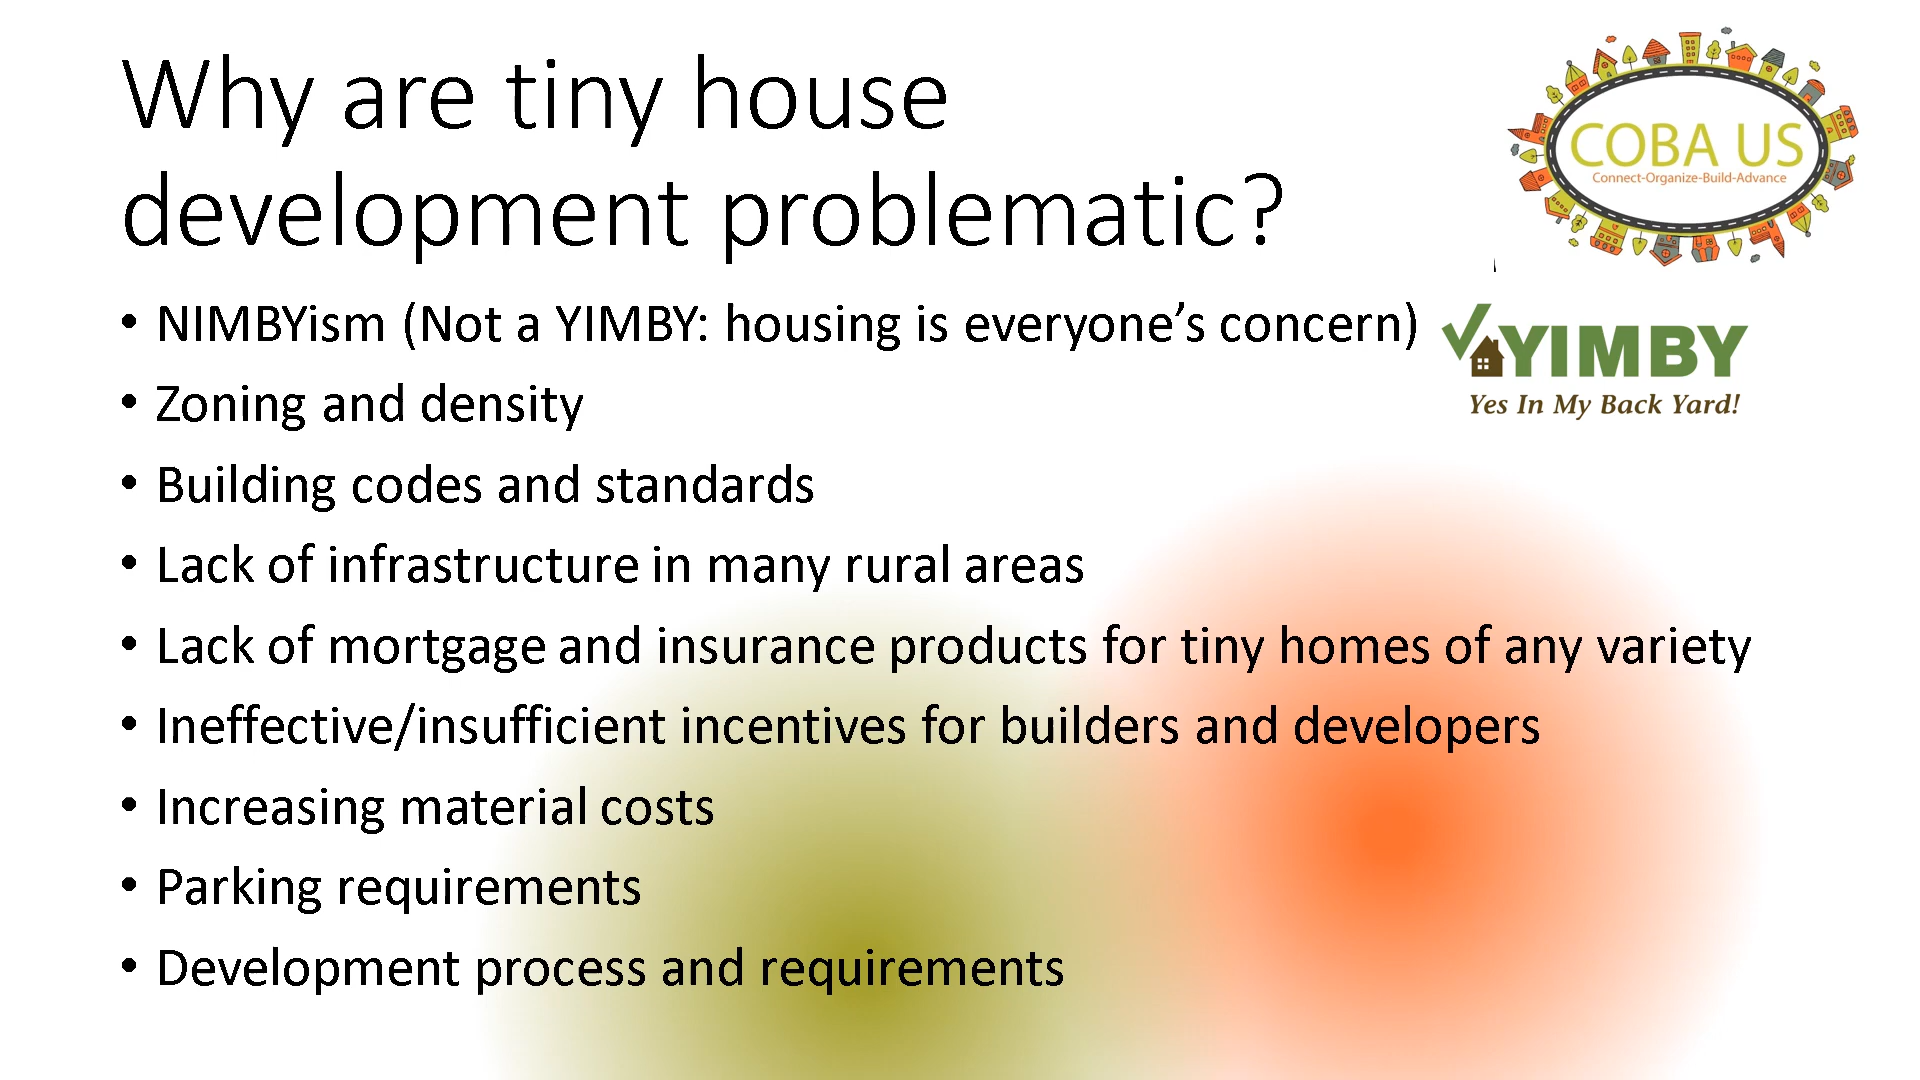 Why are tiny house
development problematic?
COBA US
Connect-Organize-Build-Advance
• NIMBYism (Not a YIMBY: housing is everyone’s concern)
YIMBY
Yes In My Back Yard!
• Zoning and density
• Building codes and standards
• Lack of infrastructure in many rural areas
• Lack of mortgage and insurance products for tiny homes of any variety
• Ineffective/insufficient incentives for builders and developers
• Increasing material costs
• Parking requirements
• Development process and requirements